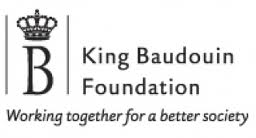 B
King Baudouin
Foundation
Working together for a better society